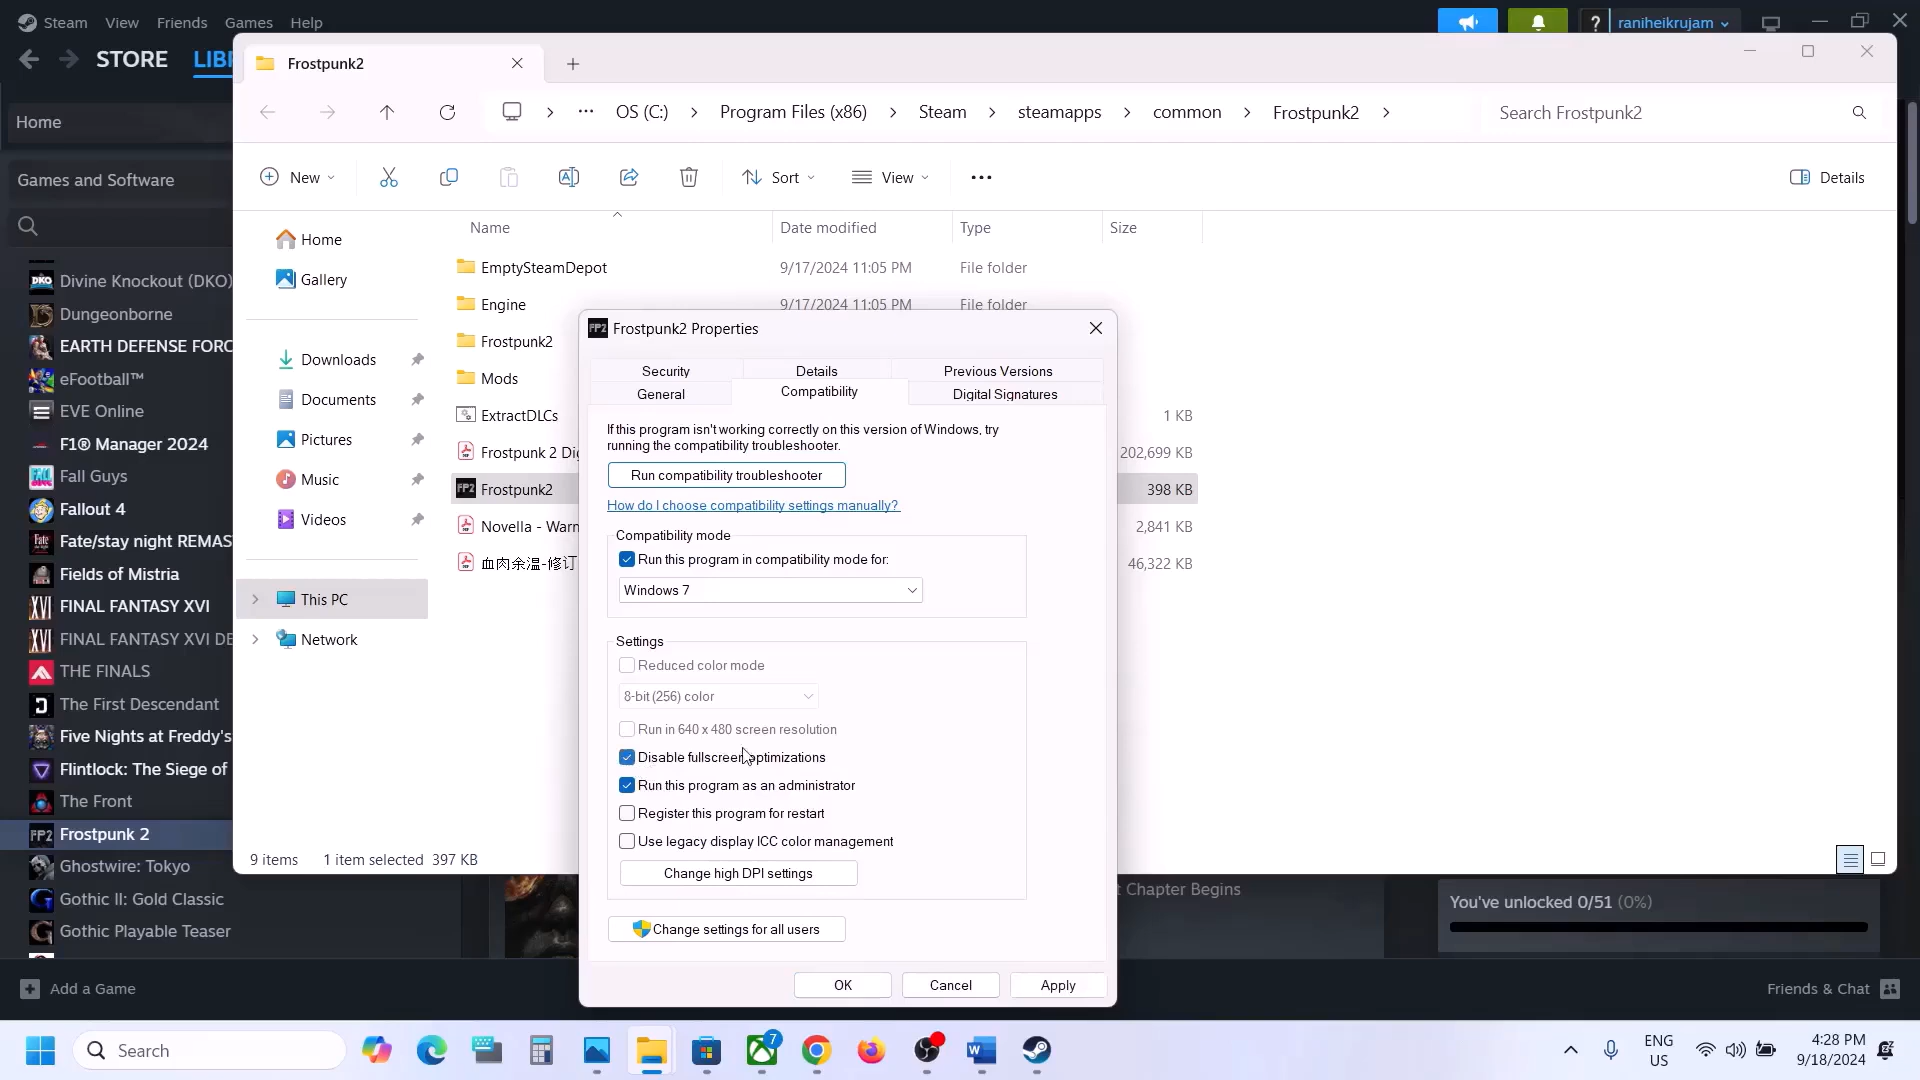 Steam View Friends Games Help
raniheikrujam
STORE LIB
Frostpunk2
OS (C:) Program Files (x86) Steam steamapps common Frostpunk2
Search Frostpunk2
Home
New
Sort
View
Details
Games and Software
Home
Gallery
Downloads
Documents
Pictures
Music
Videos
This PC
Network
Name Date modified Type Size
EmptySteamDepot 9/17/2024 11:05 PM File folder
Engine 9/17/2024 11:05 PM File folder
Frostpunk2
Mods
ExtractDLCs 1 KB
Frostpunk 2 Di 202,699 KB
Frostpunk2 398 KB
Novella - Warn 2,841 KB
血肉余温-修订 46,322 KB
DKO Divine Knockout (DKO)
Dungeonborne
EARTH DEFENSE FORC
eFootball™
EVE Online
F1® Manager 2024
Fall Guys
Fallout 4
Fate/stay night REMAS
Fields of Mistria
FINAL FANTASY XVI
FINAL FANTASY XVI DE
THE FINALS
The First Descendant
Five Nights at Freddy's
Flintlock: The Siege of
The Front
FP2 Frostpunk 2
Ghostwire: Tokyo
Gothic II: Gold Classic
Gothic Playable Teaser
9 items 1 item selected 397 KB
FP2 Frostpunk2 Properties
Security Details Previous Versions
General Compatibility Digital Signatures
If this program isn't working correctly on this version of Windows, try
running the compatibility troubleshooter.
Run compatibility troubleshooter
How do I choose compatibility settings manually?
Compatibility mode
Run this program in compatibility mode for:
Windows 7
Settings
Reduced color mode
8-bit (256) color
Run in 640 x 480 screen resolution
Disable fullscreen optimizations
Run this program as an administrator
Register this program for restart
Use legacy display ICC color management
Change high DPI settings
Change settings for all users
OK Cancel Apply
t Chapter Begins
You've unlocked 0/51 (0%)
Add a Game
Friends & Chat
Search
7
ENG
US
4:28 PM
9/18/2024